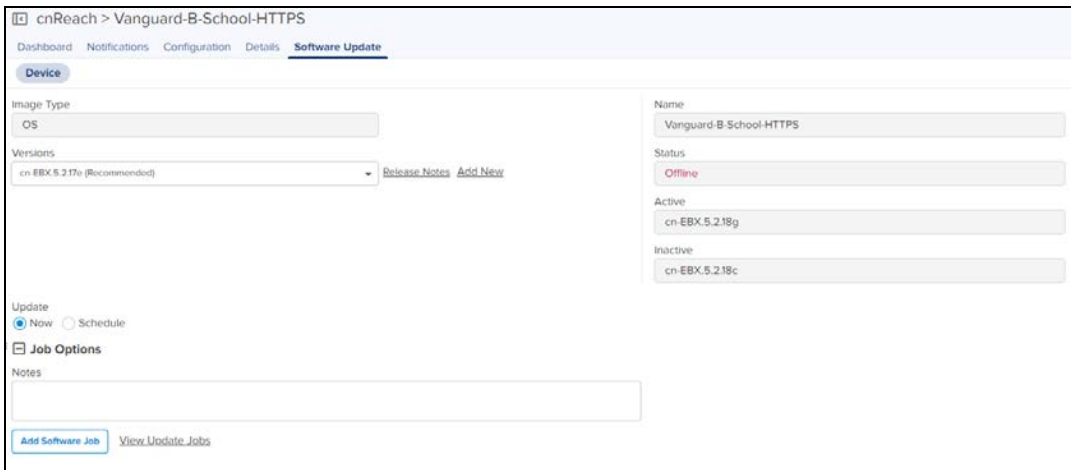 cnReach > Vanguard-B-School-HTTPS
Dashboard Notifications Configuration Details Software Update
Device
Image Type
OS
Versions
cn-EBX.5.2.17e (Recommended)
Release Notes Add New
Name
Vanguard-B-School-HTTPS
Status
Offline
Active
cn-EBX.5.2.18g
Inactive
cn-EBX.5.2.18c
Update
Now Schedule
Job Options
Notes
Add Software Job View Update Jobs